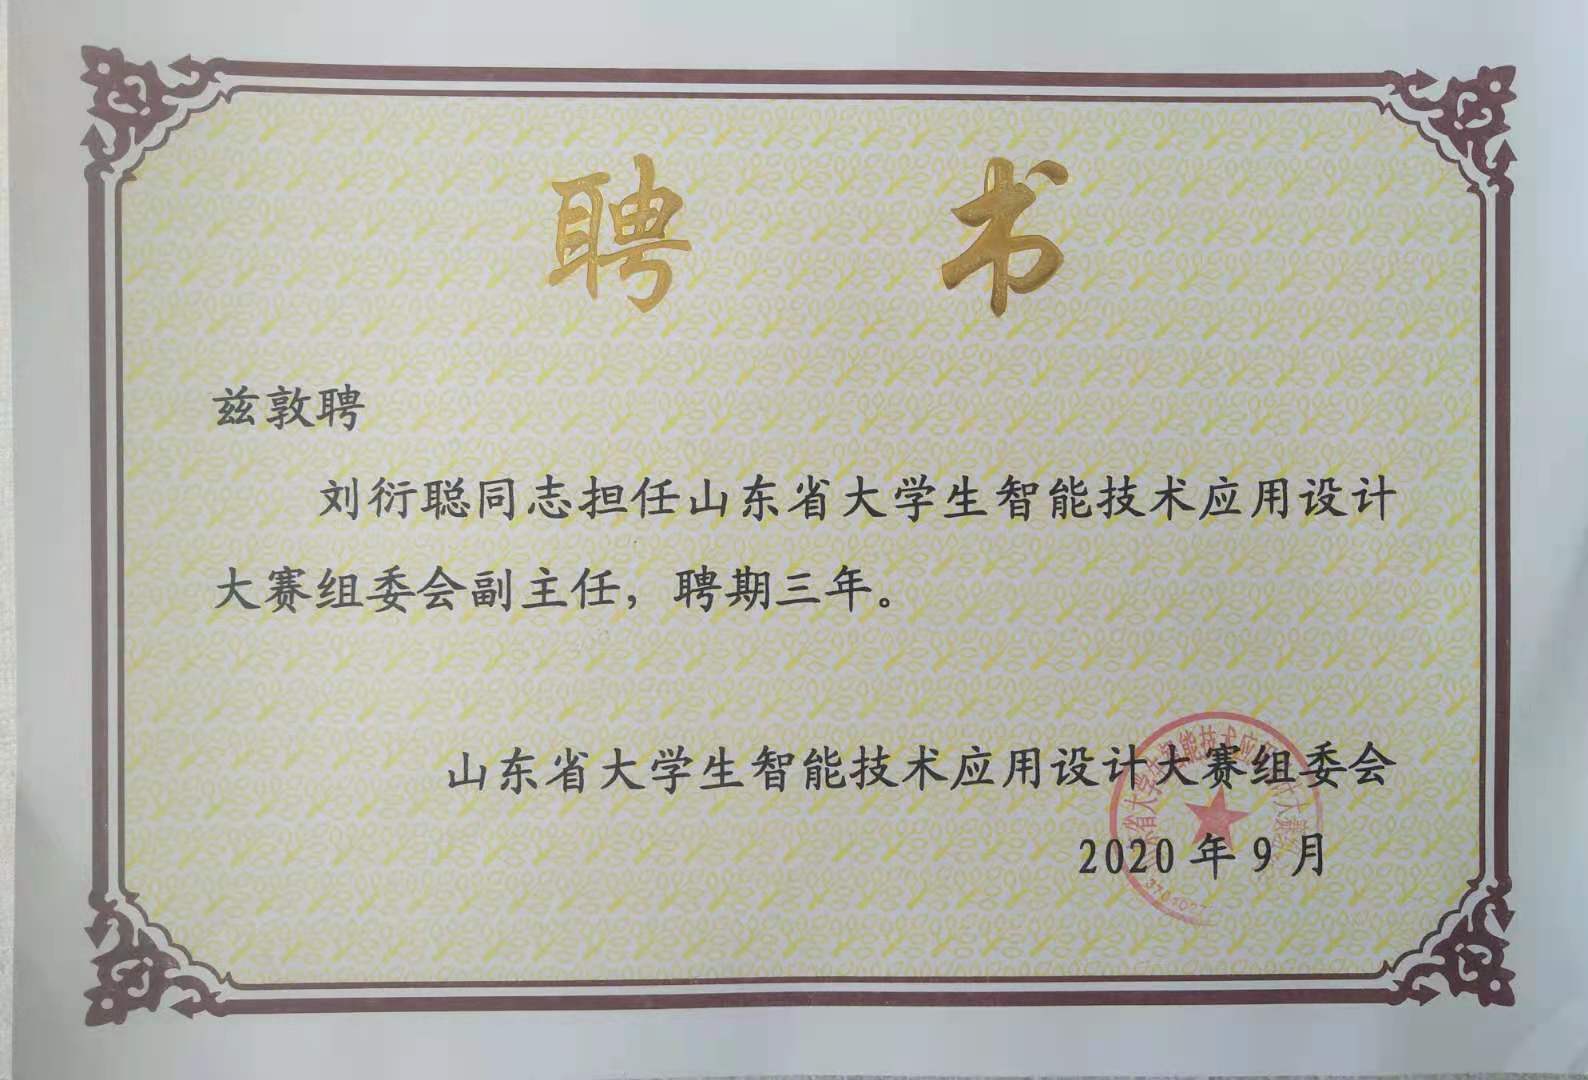 聘书
兹敦聘
刘衍聪同志担任山东省大学生智能技术应用设计
大赛组委会副主任，聘期三年。
山东省大学生智能技术应用设计大赛组委会
2020年9月